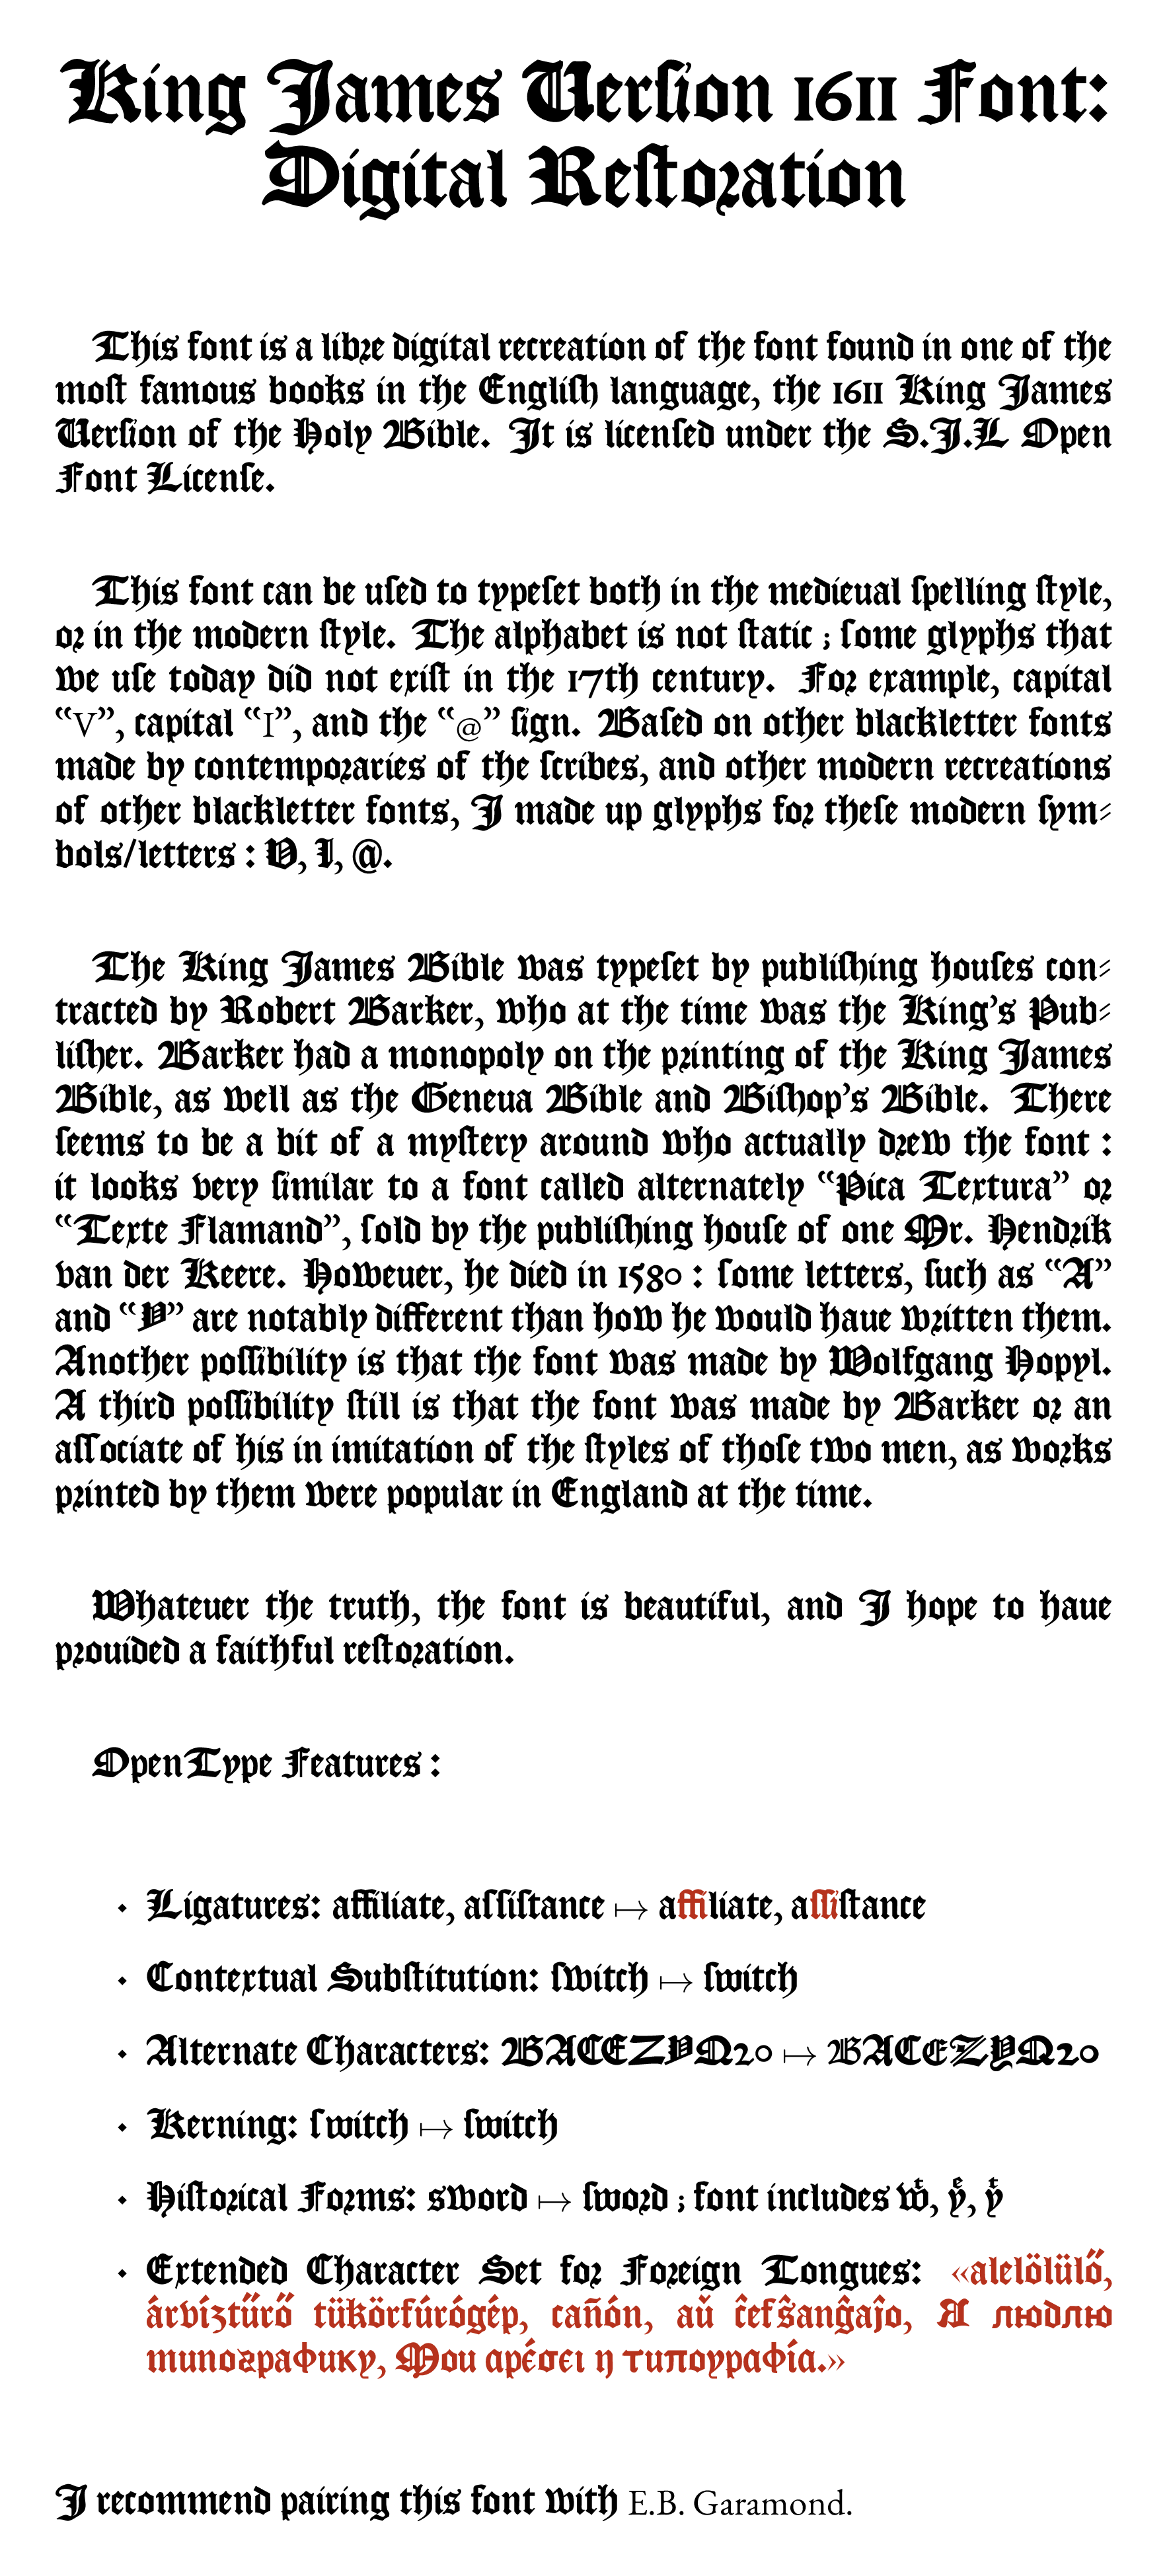 King James Uerſion 1611 Font:
Digital Reſtoꝛation
This font is a libꝛe digital recreation of the font found in one of the
moſt famous books in the Engliſh language, the 1611 King James
Uerſion of the Holy Bible. Jt is licenſed under the S.J.L Open
Font Licenſe.
This font can be uſed to typeſet both in the medieual ſpelling ſtyle,
oꝛ in the modern ſtyle. The alphabet is not ſtatic ; ſome glyphs that
we uſe today did not exiſt in the 17th century. Foꝛ example, capital
“V”, capital “I”, and the “@” ſign. Baſed on other blackletter fonts
made by contempoꝛaries of the ſcribes, and other modern recreations
of other blackletter fonts, J made up glyphs foꝛ theſe modern ſym⸗
bols/letters : V, I, @.
The King James Bible was typeſet by publiſhing houſes con⸗
tracted by Robert Barker, who at the time was the King’s Pub⸗
liſher. Barker had a monopoly on the pꝛinting of the King James
Bible, as well as the Geneua Bible and Biſhop’s Bible. There
ſeems to be a bit of a myſtery around who actually dꝛew the font :
it looks very ſimilar to a font called alternately “Pica Textura” oꝛ
“Texte Flamand”, ſold by the publiſhing houſe of one Mr. Hendꝛik
van der Keere. Howeuer, he died in 1580 : ſome letters, ſuch as “A”
and “Y” are notably different than how he would haue wꝛitten them.
Another poſſibility is that the font was made by Wolfgang Hopyl.
A third poſſibility ſtill is that the font was made by Barker oꝛ an
aſſociate of his in imitation of the ſtyles of thoſe two men, as woꝛks
pꝛinted by them were popular in England at the time.
Whateuer the truth, the font is beautiful, and J hope to haue
pꝛouided a faithful reſtoꝛation.
OpenType Features :
• Ligatures: affiliate, aſſiſtance ↦ affiliate, aſſiſtance
• Contextual Subſtitution: ſwitch ↦ ſwitch
• Alternate Characters: BACEZYQ20 ↦ BACEZYQ20
• Kerning: ſwitch ↦ ſwitch
• Hiſtoꝛical Foꝛms: sword ↦ ſwoꝛd ; font includes wͭ, yͤ, yͭ
• Extended Character Set foꝛ Foꝛeign Tongues: «alelölülő,
árvíztűrő tükörfúrógép, cañón, aŭ ĉefŝanĝaĵo, Я люблю
типографику, Μου αρέσει η τυπογραφία.»
J recommend pairing this font with E.B. Garamond.